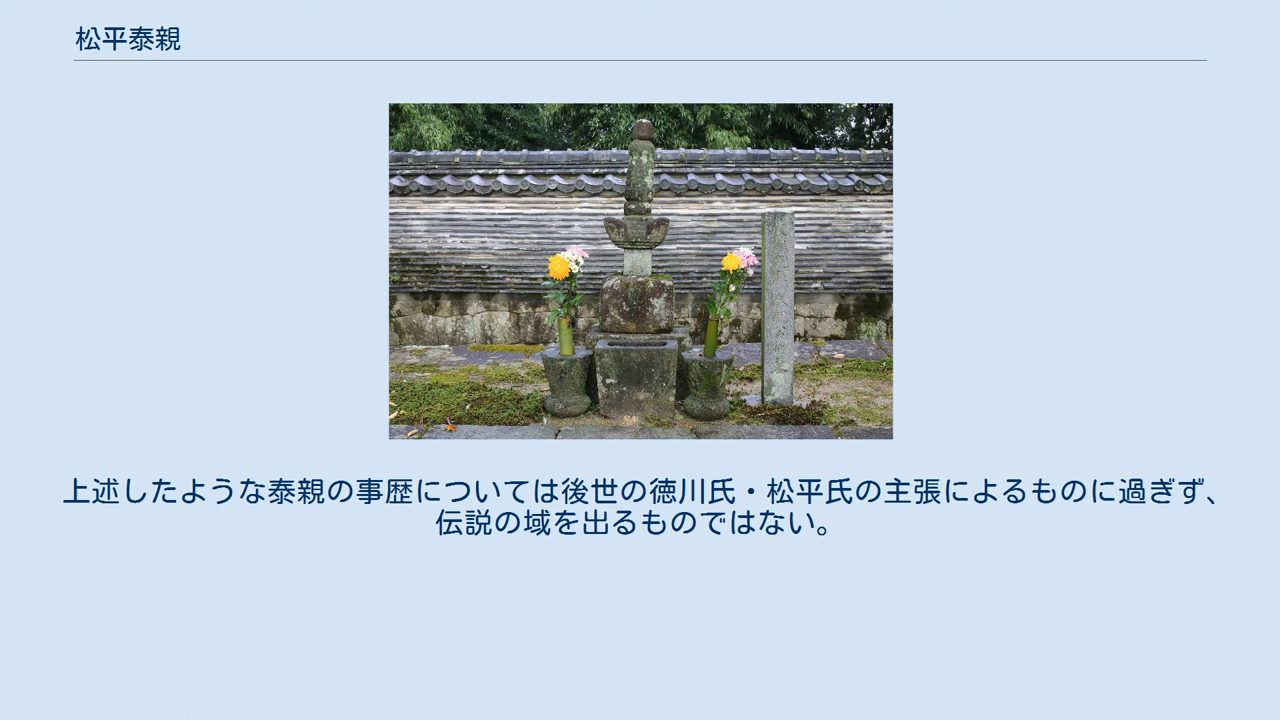 松平泰親
上述したような泰親の事歴については後世の徳川氏・松平氏の主張によるものに過ぎず、
伝説の域を出るものではない。